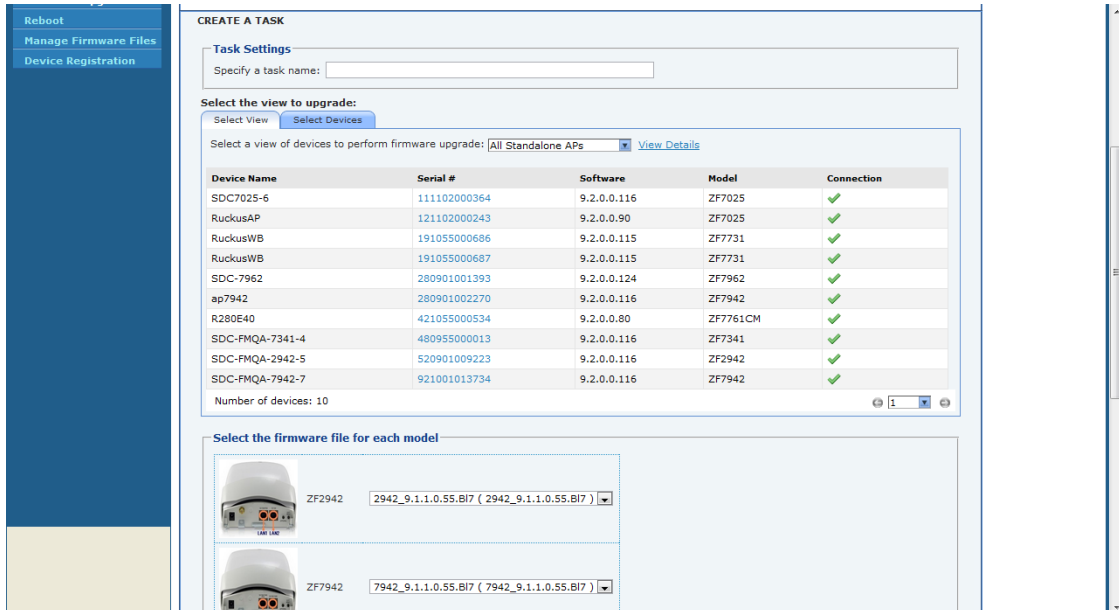 Reboot
Manage Firmware Files
Device Registration
CREATE A TASK
Task Settings
Specify a task name:
Select the view to upgrade:
Select View Select Devices
Select a view of devices to perform firmware upgrade: All Standalone APs View Details
Device Name Serial # Software Model Connection
SDC7025-6 111102000364 9.2.0.0.116 ZF7025
RuckusAP 121102000243 9.2.0.0.90 ZF7025
RuckusWB 191055000686 9.2.0.0.115 ZF7731
RuckusWB 191055000687 9.2.0.0.115 ZF7731
SDC-7962 280901001393 9.2.0.0.124 ZF7962
ap7942 280901002270 9.2.0.0.116 ZF7942
R280E40 421055000534 9.2.0.0.80 ZF7761CM
SDC-FMQA-7341-4 480955000013 9.2.0.0.116 ZF7341
SDC-FMQA-2942-5 520901009223 9.2.0.0.116 ZF2942
SDC-FMQA-7942-7 921001013734 9.2.0.0.116 ZF7942
Number of devices: 10 1
Select the firmware file for each model
ZF2942 2942_9.1.1.0.55.Bl7 ( 2942_9.1.1.0.55.Bl7 )
LAN1 LAN2
ZF7942 7942_9.1.1.0.55.Bl7 ( 7942_9.1.1.0.55.Bl7 )